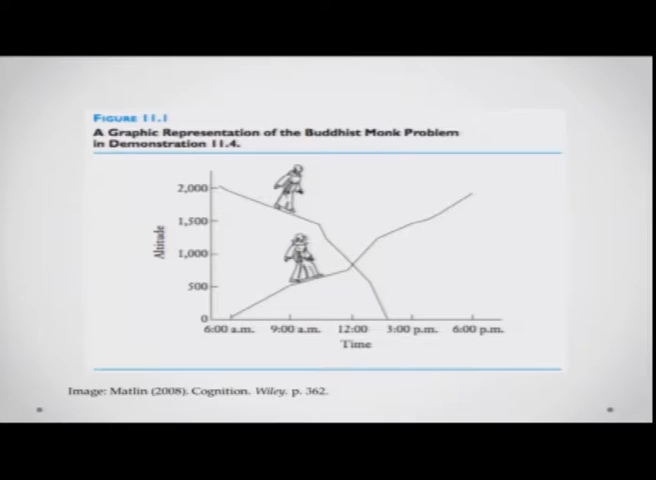 FIGURE 11.1
A Graphic Representation of the Buddhist Monk Problem
in Demonstration 11.4.
2,000
1,500
1,000
500
0
Altitude
6:00 a.m. 9:00 a.m. 12:00 3:00 p.m. 6:00 p.m.
Time
Image: Matlin (2008). Cognition. Wiley. p. 362.